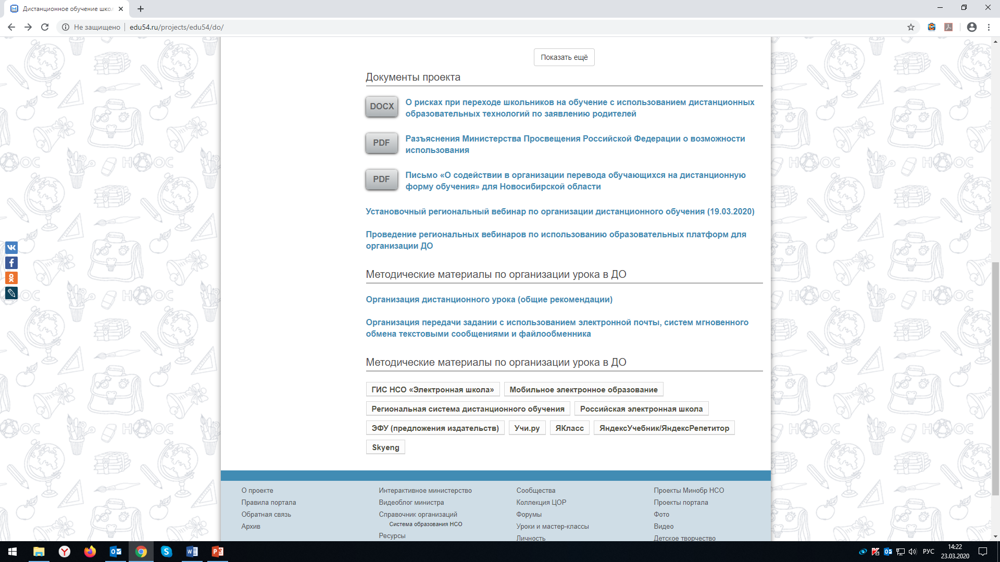 Дистанционное обучение шко
Не защищено
edu54.ru/projects/edu54/do/
Показать ещё
Документы проекта
DOCX
О рисках при переходе школьников на обучение с использованием дистанционных
образовательных технологий по заявлению родителей
PDF
Разъяснения Министерства Просвещения Российской Федерации о возможности
использования
PDF
Письмо «О содействии в организации перевода обучающихся на дистанционную
форму обучения» для Новосибирской области
Установочный региональный вебинар по организации дистанционного обучения (19.03.2020)
Проведение региональных вебинаров по использованию образовательных платформ для
организации ДО
Методические материалы по организации урока в ДО
Организация дистанционного урока (общие рекомендации)
Организация передачи задании с использованием электронной почты, систем мгновенного
обмена текстовыми сообщениями и файлообменника
Методические материалы по организации урока в ДО
ГИС НСО «Электронная школа»
Мобильное электронное образование
Региональная система дистанционного обучения
Российская электронная школа
ЭФУ (предложения издательств)
Учи.ру
ЯКласс
ЯндексУчебник/ЯндексРепетитор
Skyeng
О проекте
Правила портала
Обратная связь
Архив
Интерактивное министерство
Видеоблог министра
Справочник организаций
Система образования НСО
Ресурсы
Сообщества
Коллекция ЦОР
Форумы
Уроки и мастер-классы
Личность
Проекты Минобр НСО
Проекты портала
Фото
Видео
Детское творчество
РУС
14:22
23.03.2020